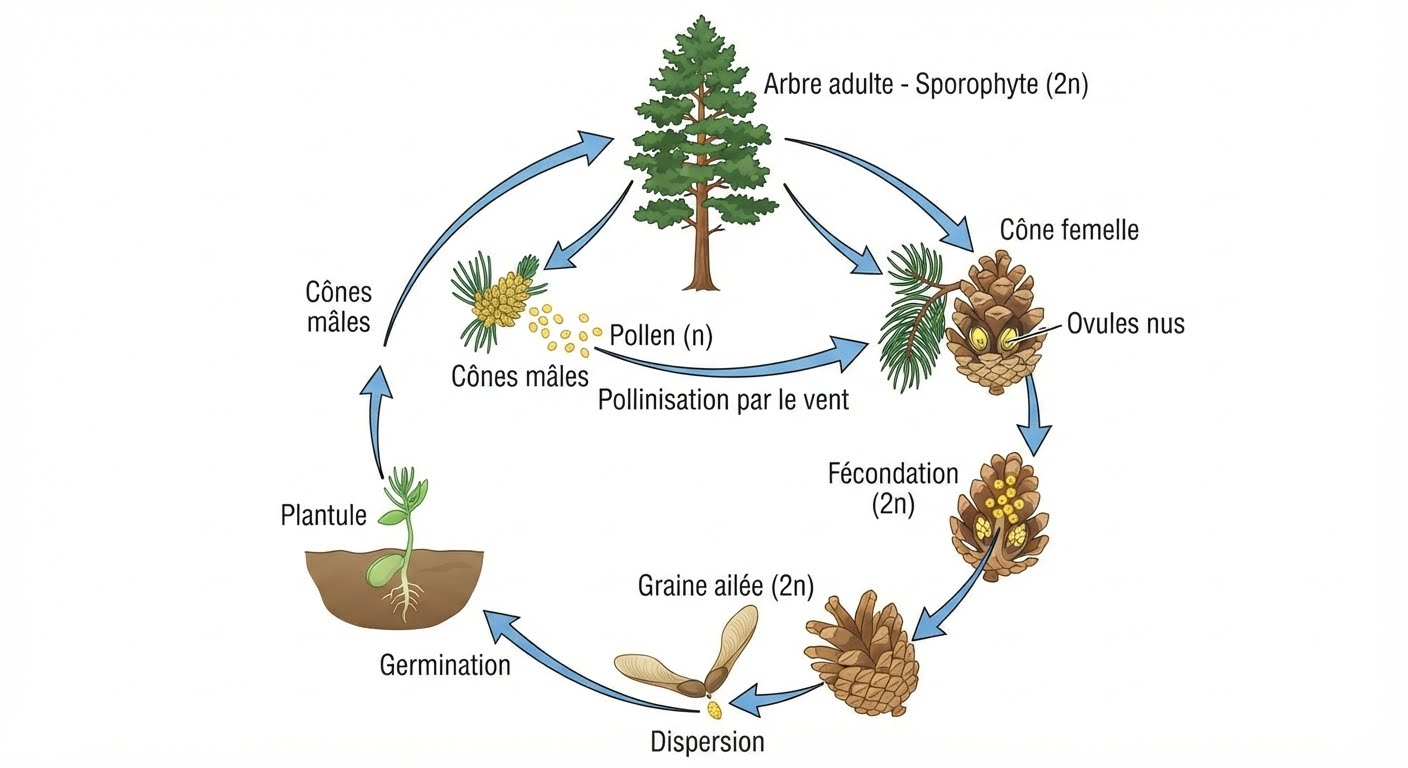 Arbre adulte - Sporophyte (2n)
Cône femelle
Cônes
mâles
Ovules nus
Pollen (n)
Cônes mâles
Pollinisation par le vent
Fécondation
(2n)
Plantule
Graine ailée (2n)
Germination
Dispersion